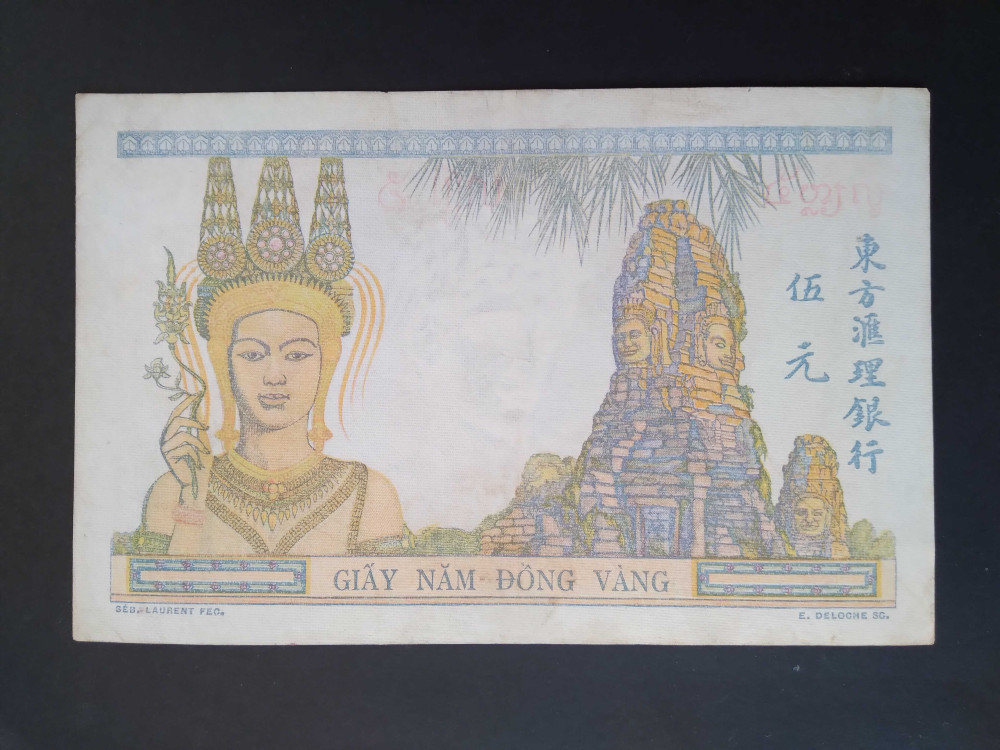 東方滙理銀行
伍元
GIẤY NĂM ĐỒNG VÀNG
SÉB. LAURENT FEC.
E. DELOCHE SC.